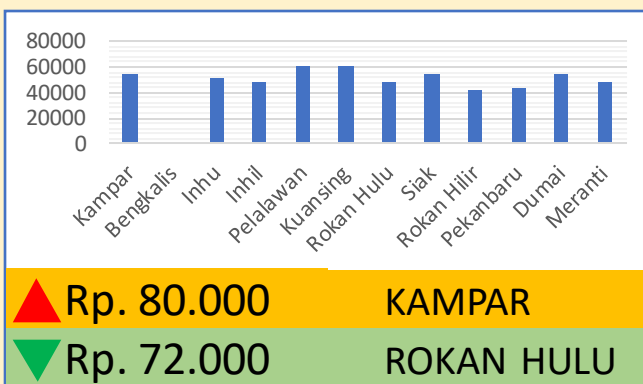 80000
60000
40000
20000
0
Kampar
Bengkalis
Inhu
Inhil
Pelalawan
Kuansing
Rokan Hulu
Siak
Rokan Hilir
Pekanbaru
Dumai
Meranti
Rp. 80.000 KAMPAR
Rp. 72.000 ROKAN HULU